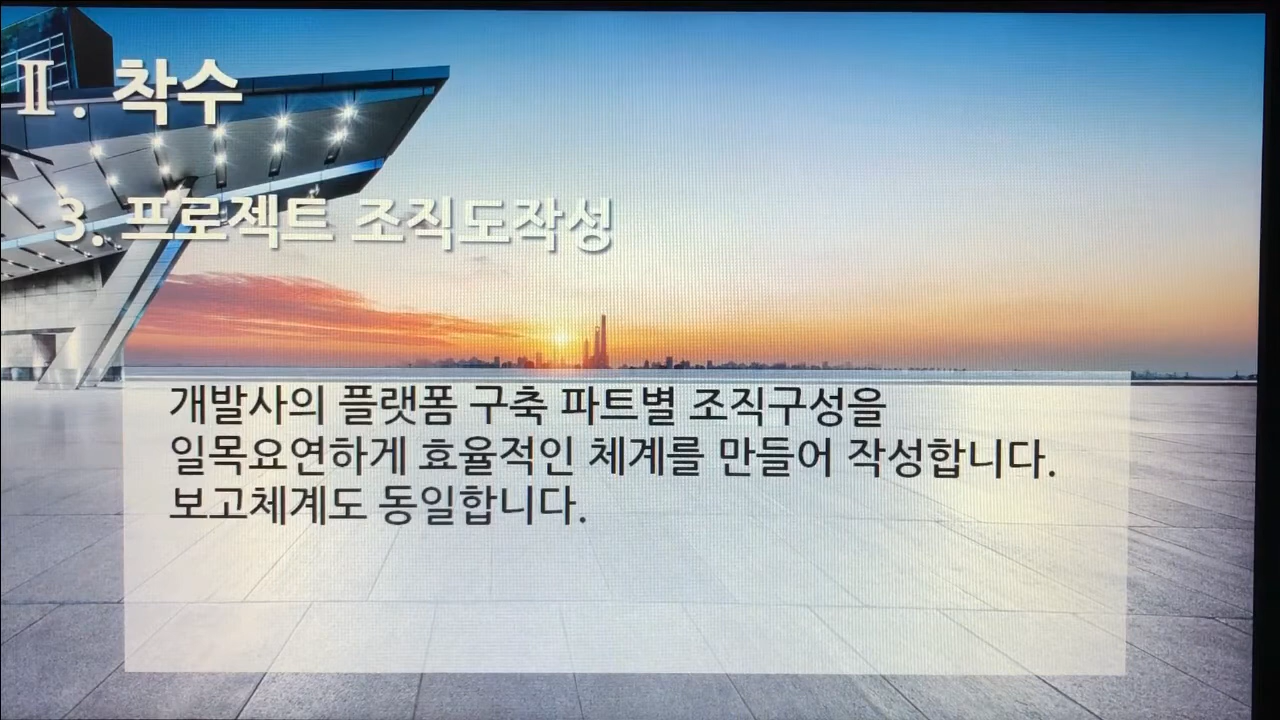 Ⅱ. 착수
3. 프로젝트 조직도작성
개발사의 플랫폼 구축 파트별 조직구성을
일목요연하게 효율적인 체계를 만들어 작성합니다.
보고체계도 동일합니다.